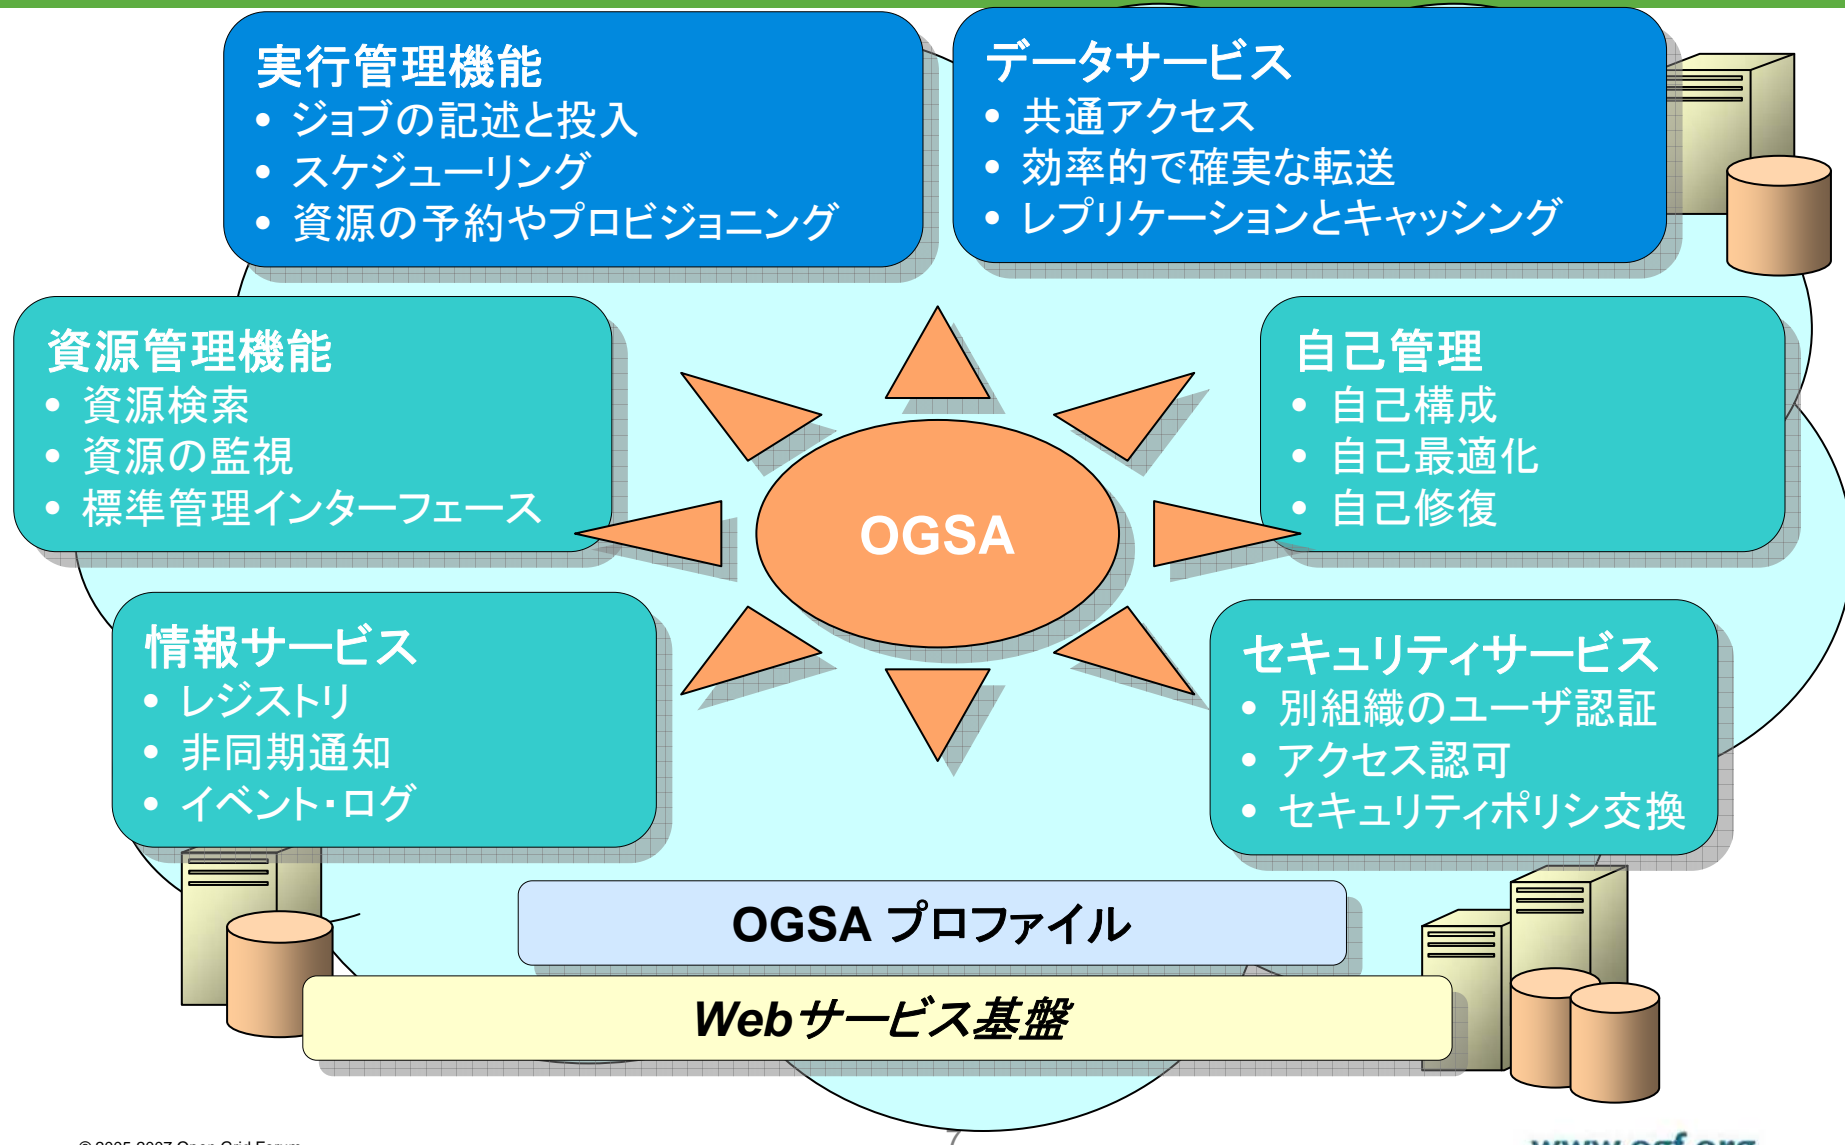 実行管理機能
• ジョブの記述と投入
• スケジューリング
• 資源の予約やプロビジョニング
データサービス
• 共通アクセス
• 効率的で確実な転送
• レプリケーションとキャッシング
資源管理機能
• 資源検索
• 資源の監視
• 標準管理インターフェース
自己管理
• 自己構成
• 自己最適化
• 自己修復
OGSA
情報サービス
• レジストリ
• 非同期通知
• イベント・ログ
セキュリティサービス
• 別組織のユーザ認証
• アクセス認可
• セキュリティポリシ交換
OGSA プロファイル
Webサービス基盤
© 2005-2007 Open Grid Forum
7
www.ogf.org